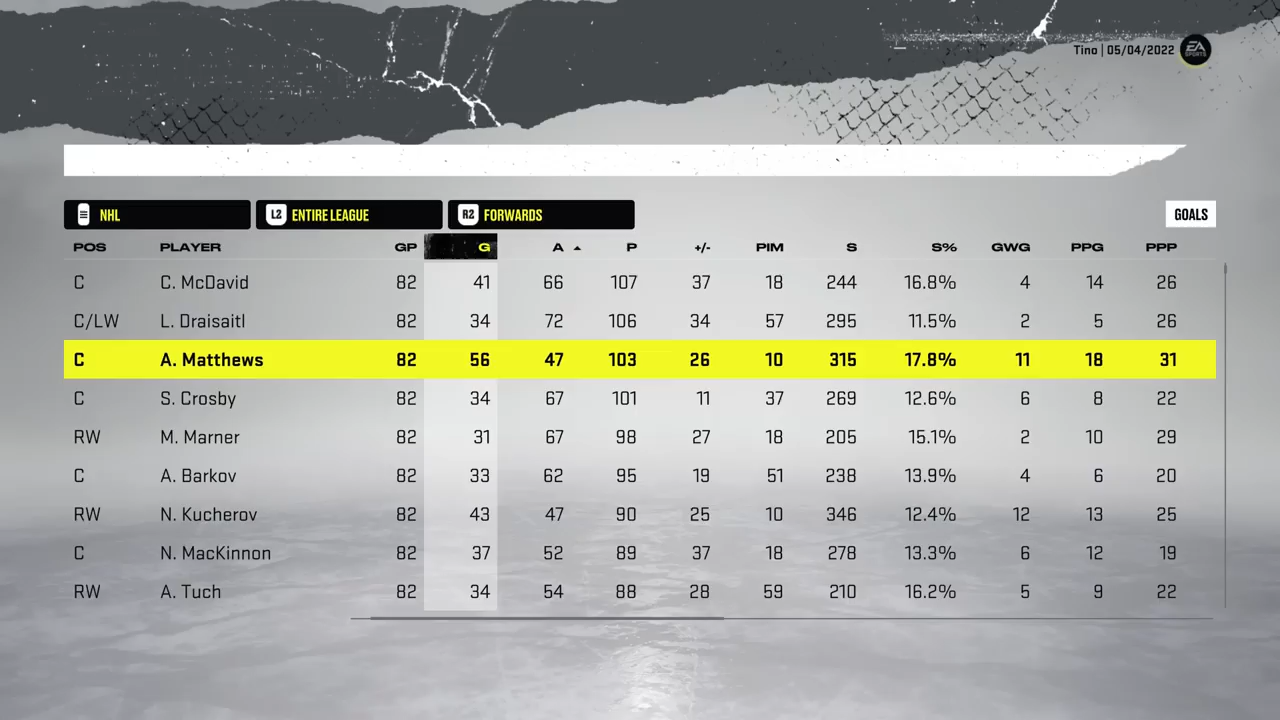 Tino | 05/04/2022 EA SPORTS
NHL L2 ENTIRE LEAGUE R2 FORWARDS GOALS
POS PLAYER GP G A P +/- PIM S S% GWG PPG PPP
C C. McDavid 82 41 66 107 37 18 244 16.8% 4 14 26
C/LW L. Draisaitl 82 34 72 106 34 57 295 11.5% 2 5 26
C A. Matthews 82 56 47 103 26 10 315 17.8% 11 18 31
C S. Crosby 82 34 67 101 11 37 269 12.6% 6 8 22
RW M. Marner 82 31 67 98 27 18 205 15.1% 2 10 29
C A. Barkov 82 33 62 95 19 51 238 13.9% 4 6 20
RW N. Kucherov 82 43 47 90 25 10 346 12.4% 12 13 25
C N. MacKinnon 82 37 52 89 37 18 278 13.3% 6 12 19
RW A. Tuch 82 34 54 88 28 59 210 16.2% 5 9 22